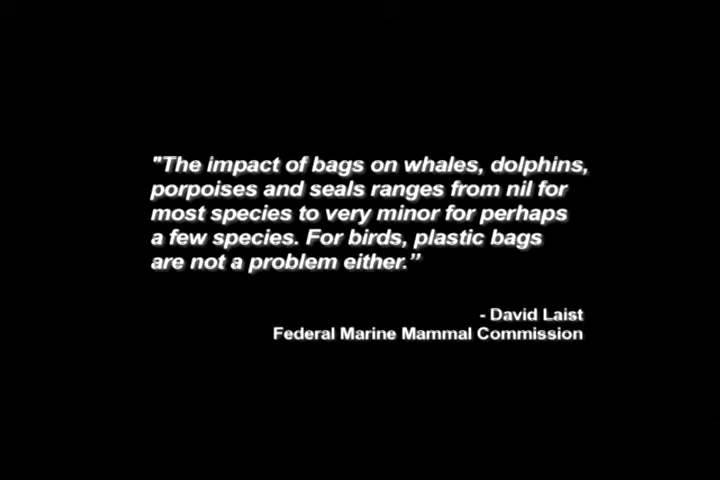 "The impact of bags on whales, dolphins,
porpoises and seals ranges from nil for
most species to very minor for perhaps
a few species. For birds, plastic bags
are not a problem either.”
- David Laist
Federal Marine Mammal Commission